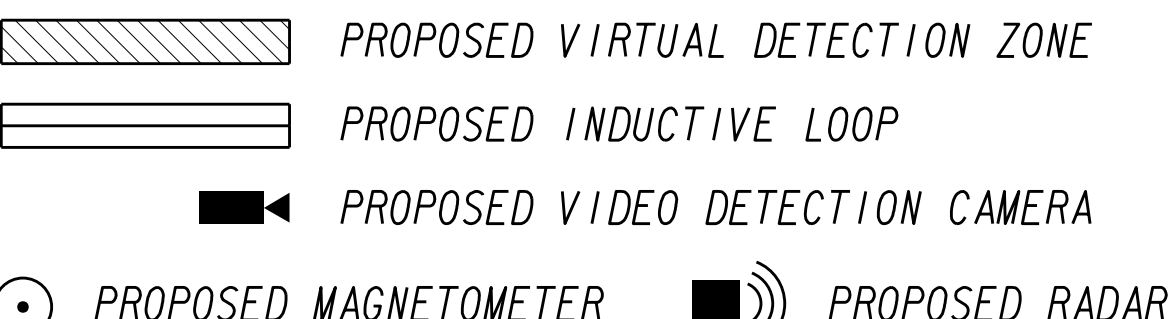 PROPOSED VIRTUAL DETECTION ZONE
PROPOSED INDUCTIVE LOOP
PROPOSED VIDEO DETECTION CAMERA
PROPOSED MAGNETOMETER PROPOSED RADAR